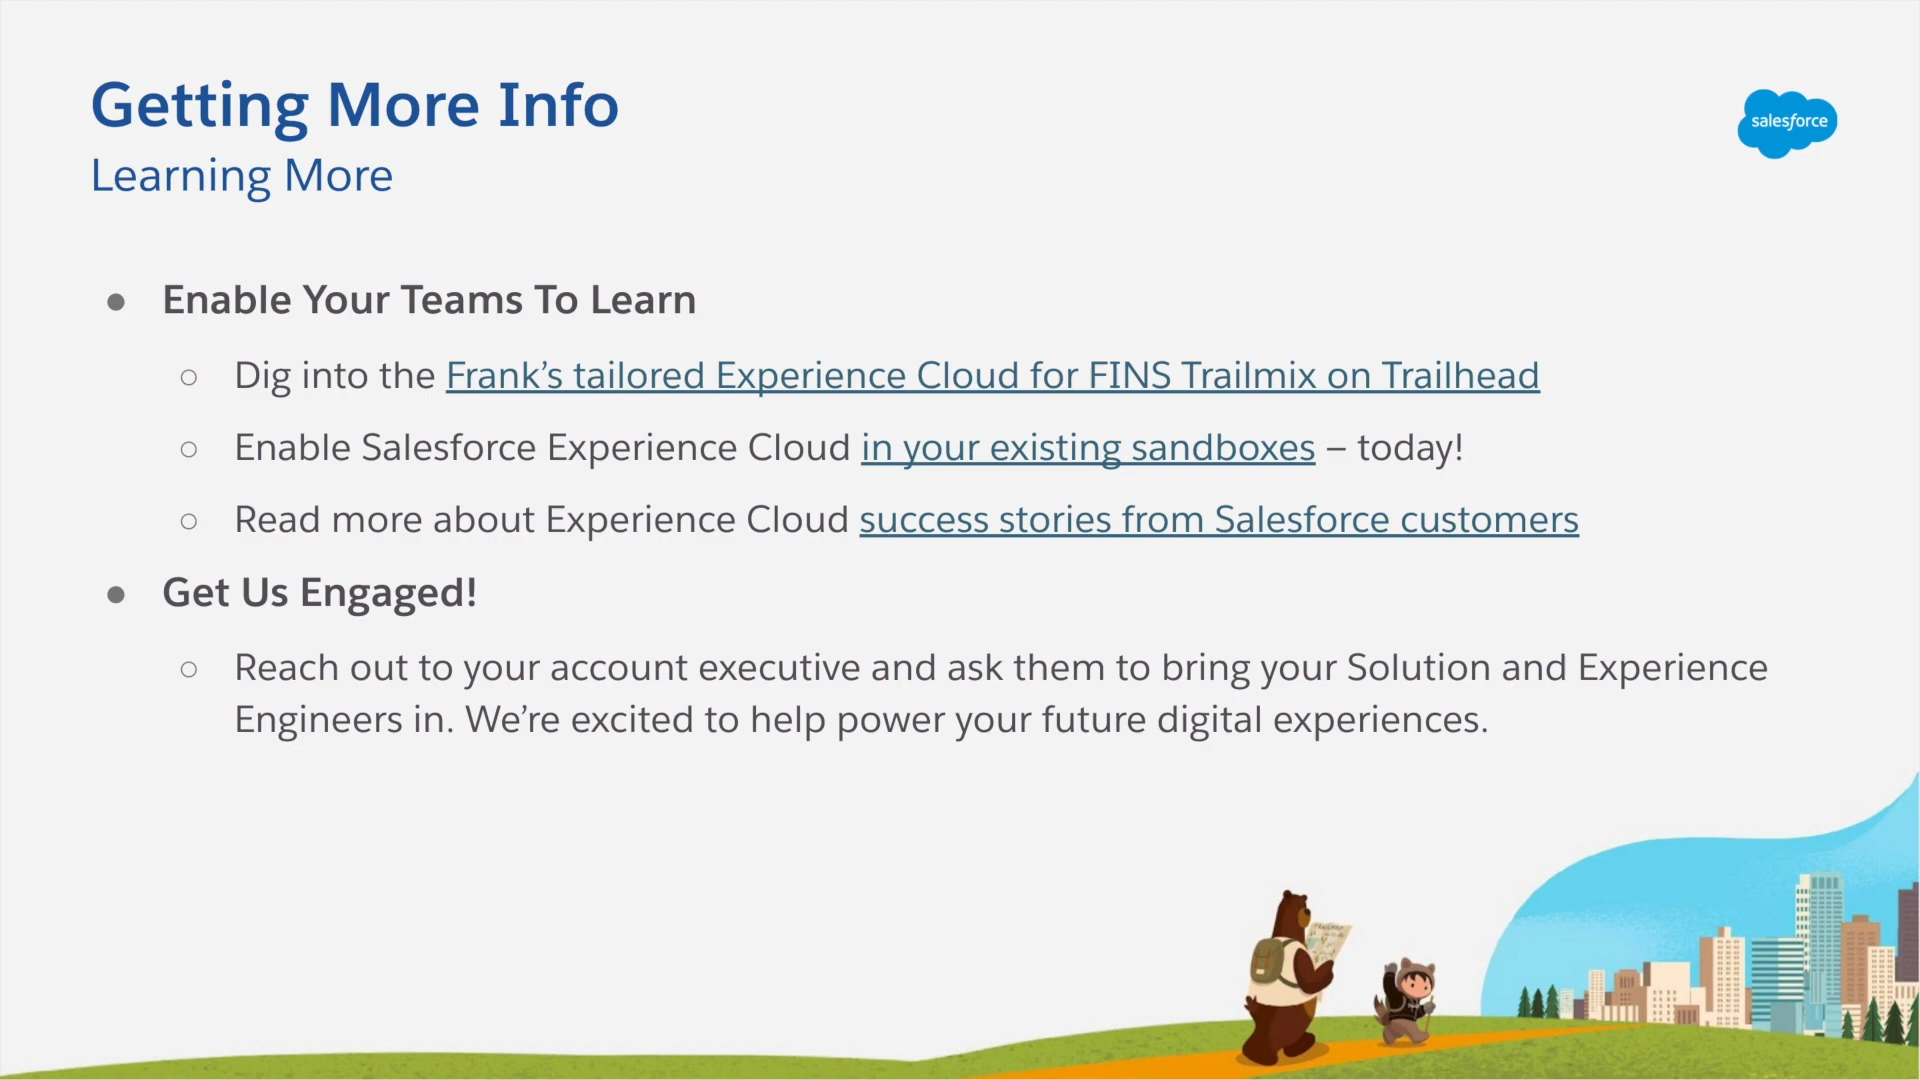 Getting More Info
salesforce
Learning More
● Enable Your Teams To Learn
○ Dig into the Frank’s tailored Experience Cloud for FINS Trailmix on Trailhead
○ Enable Salesforce Experience Cloud in your existing sandboxes – today!
○ Read more about Experience Cloud success stories from Salesforce customers
● Get Us Engaged!
○ Reach out to your account executive and ask them to bring your Solution and Experience
Engineers in. We’re excited to help power your future digital experiences.